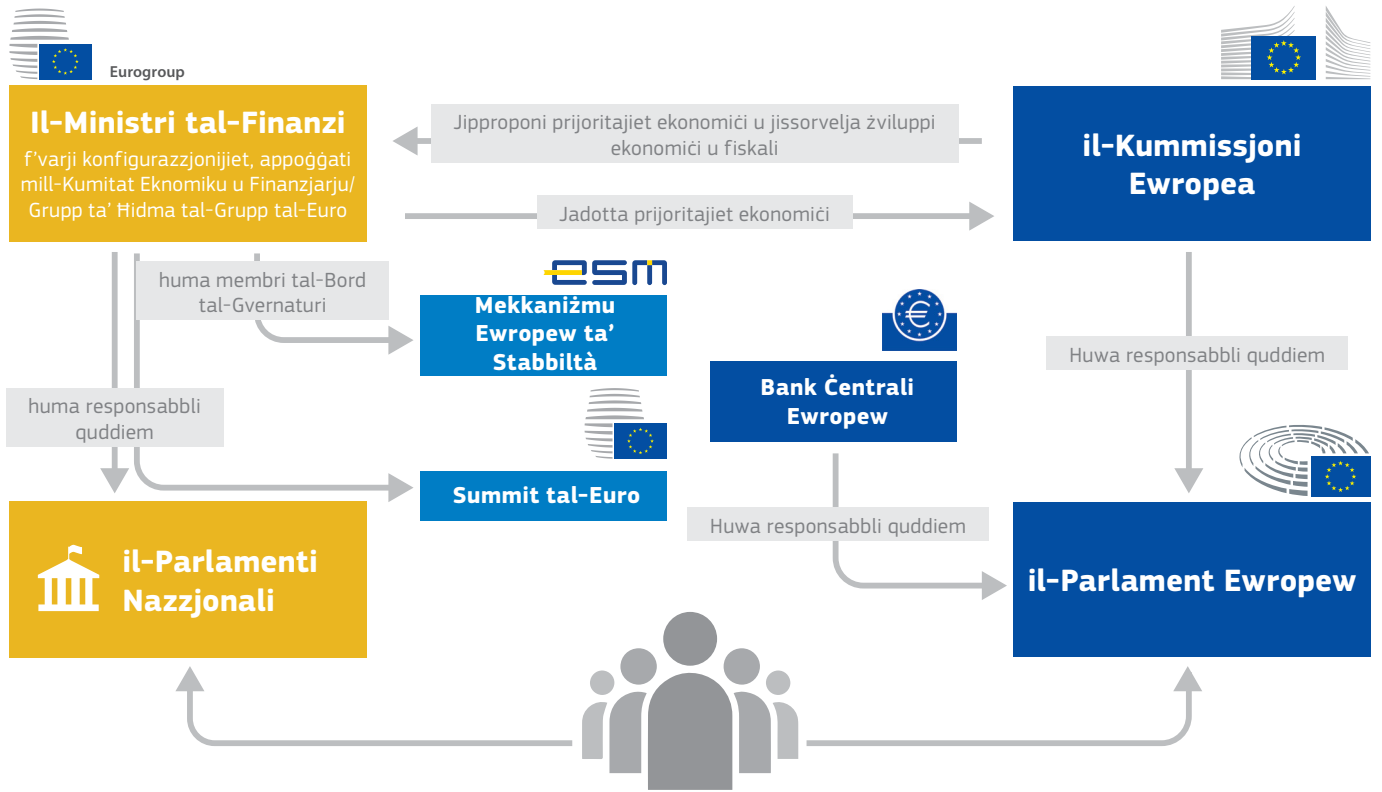 Eurogroup
Il-Ministri tal-Finanzi
f'varji konfigurazzjonijiet, appoġġati
mill-Kumitat Eknomiku u Finanzjarju/
Grupp ta' Ħidma tal-Grupp tal-Euro
Jipproponi prijoritajiet ekonomiċi u jissorvelja żviluppi
ekonomiċi u fiskali
Jadotta prijoritajiet ekonomiċi
il-Kummissjoni
Ewropea
huma membri tal-Bord
tal-Gvernaturi
esm
Mekkaniżmu
Ewropew ta'
Stabbiltà
Bank Ċentrali
Ewropew
Huwa responsabbli quddiem
huma responsabbli
quddiem
Summit tal-Euro
Huwa responsabbli quddiem
il-Parlamenti
Nazzjonali
il-Parlament Ewropew